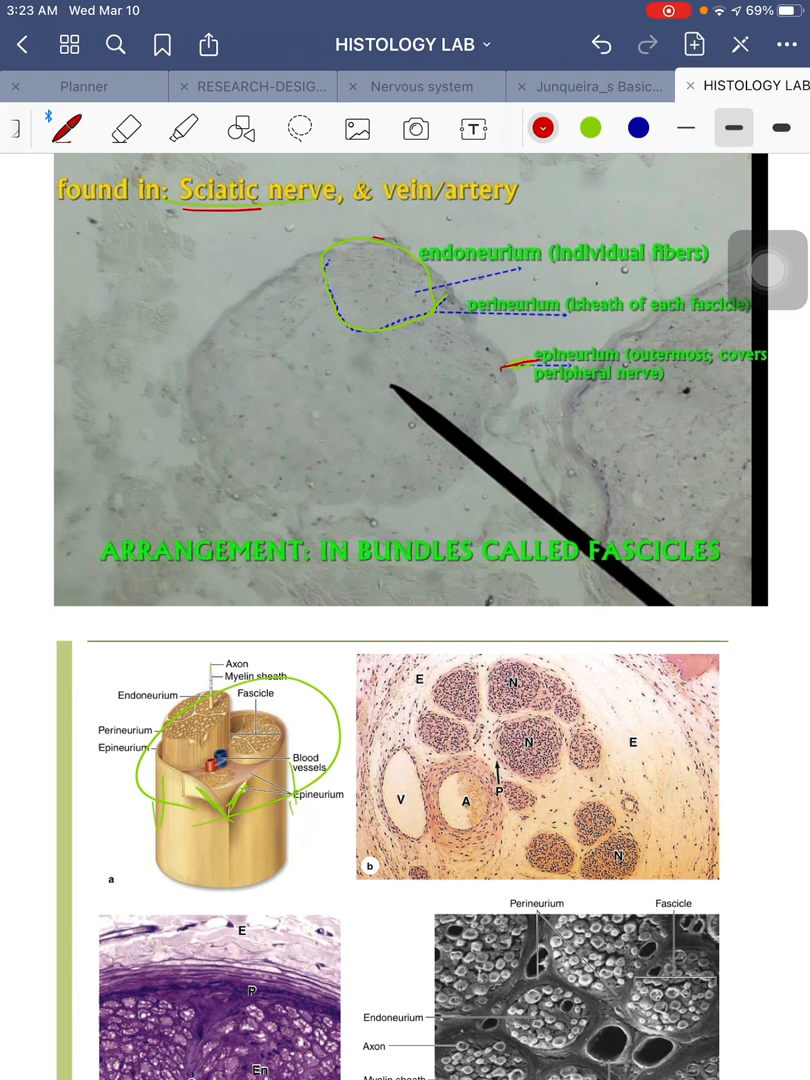 3:23 AM Wed Mar 10
69%
HISTOLOGY LAB
Planner
RESEARCH-DESIG...
Nervous system
Junqueira_s Basic...
HISTOLOGY LAB
T
found in: Sciatic nerve, & vein/artery
endoneurium (individual fibers)
perineurium (lsheath of each fascicle)
epineurium (outermost; covers
peripheral nerve)
ARRANGEMENT: IN BUNDLES CALLED FASCICLES
Axon
Myelin sheath
Endoneurium
Fascicle
Perineurium
Epineurium
Blood
vessels
Epineurium
a
E
N
N
E
V
A
P
N
b
E
P
En
Perineurium
Fascicle
Endoneurium
Axon
Myelin sheath